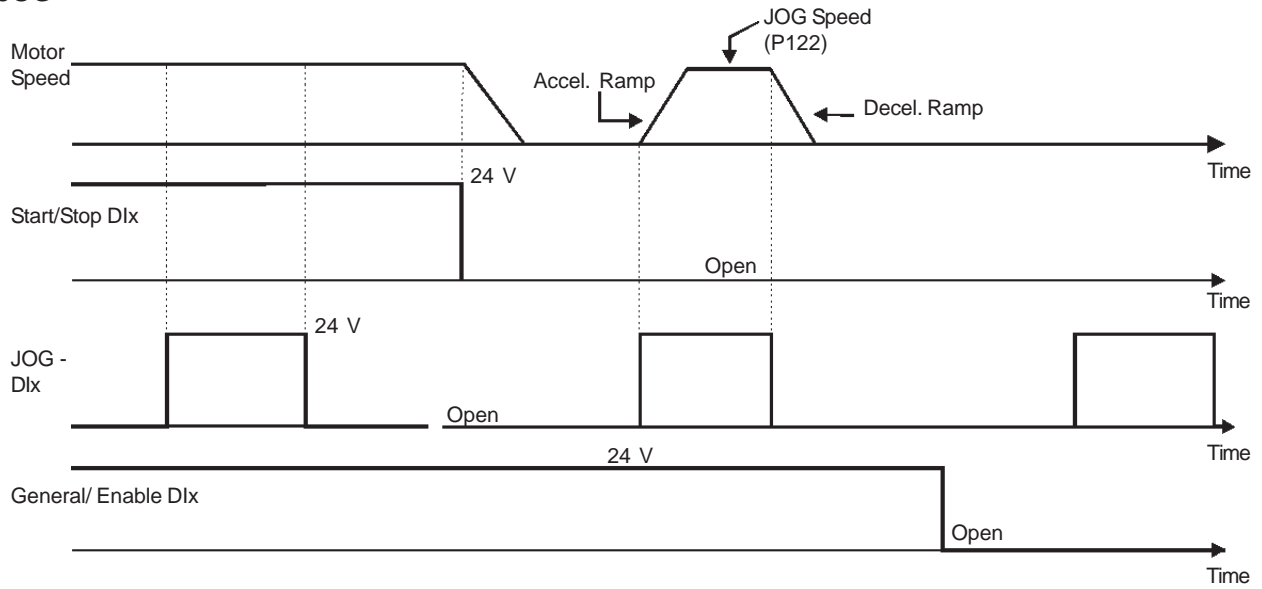 JOG Speed
(P122)
Motor
Speed
Accel. Ramp
Decel. Ramp
Time
24 V
Start/Stop DIx
Open
Time
24 V
JOG -
DIx
Open
Time
24 V
General/ Enable DIx
Open
Time